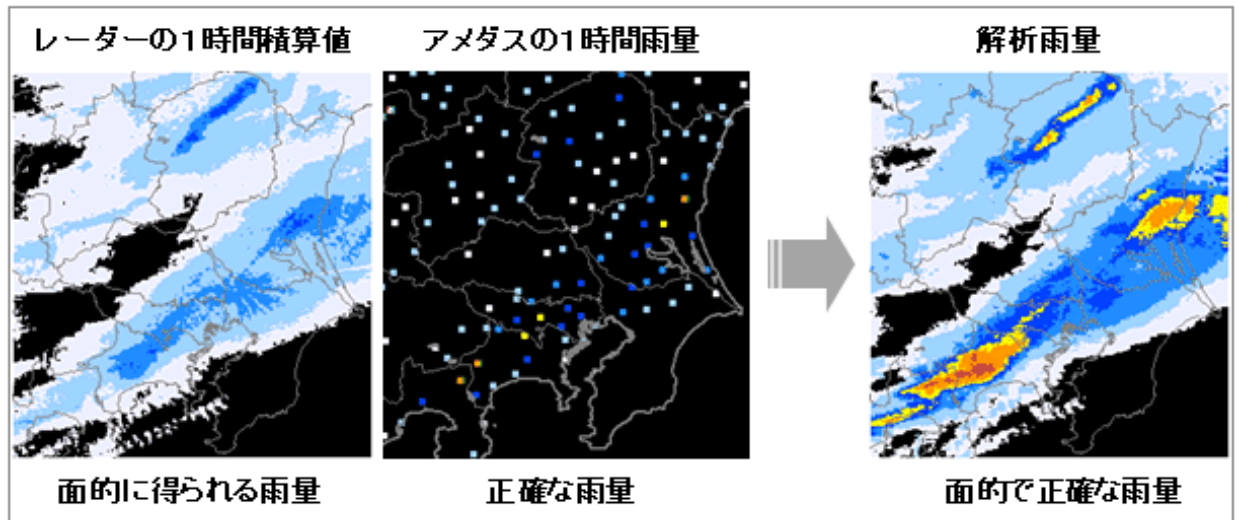 レーダーの１時間積算値
アメダスの１時間雨量
解析雨量
面的に得られる雨量
正確な雨量
面的で正確な雨量